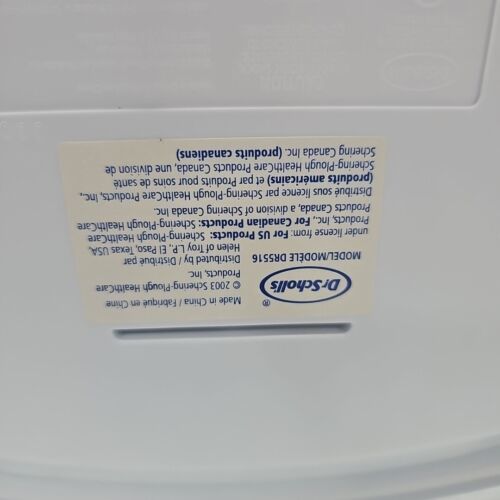 Dr.Scholl's®
MODEL/MODÈLE DR5516
Made in China / Fabriqué en Chine
© 2003 Schering-Plough HealthCare
Products, Inc
Distributed by / Distribué par
Helen of Troy L.P., El Paso, Texas, USA,
under license from: For US Products; Schering-Plough HealthCare
Products, Inc., For Canadian Products: Schering-Plough HealthCare
Products Canada, a division of Schering Canada Inc.
Distribué sous licence par Schering-Plough HealthCare Products, Inc.,
(produits américains) et par Produits pour soins de santé
Schering-Plough HealthCare Products Canada, une division de
Schering Canada Inc. (produits canadiens)